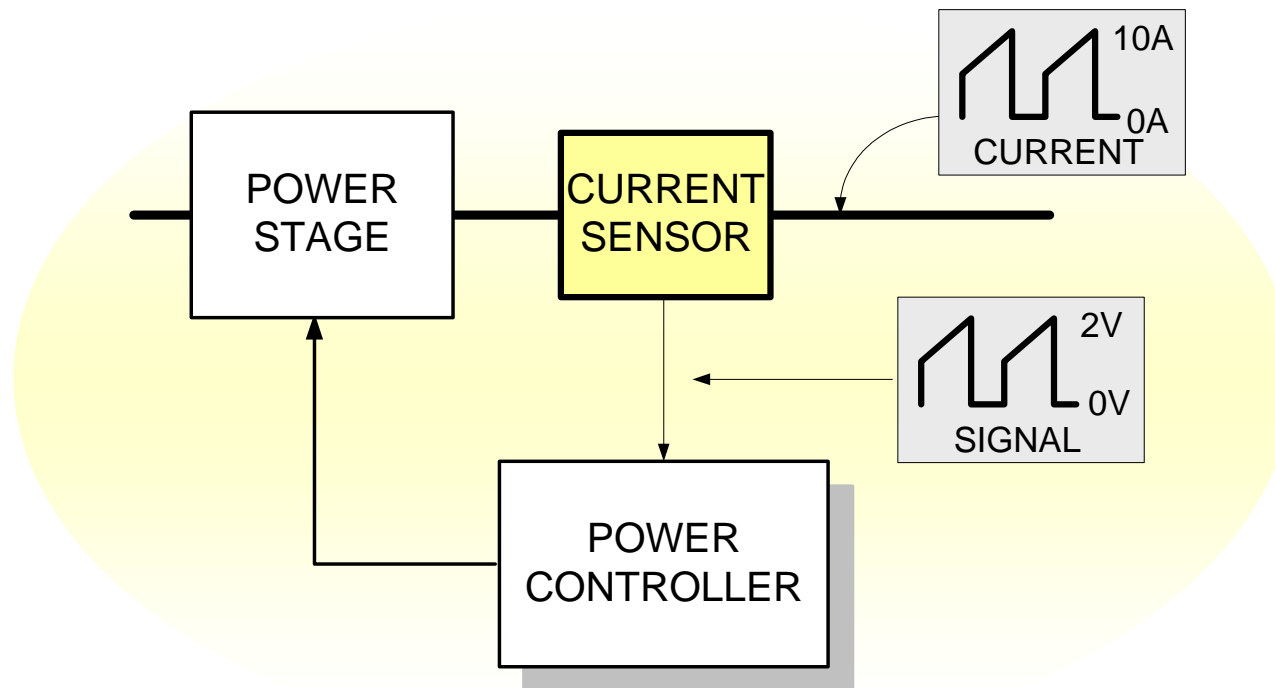 10A
0A
CURRENT
POWER
STAGE
CURRENT
SENSOR
2V
0V
SIGNAL
POWER
CONTROLLER